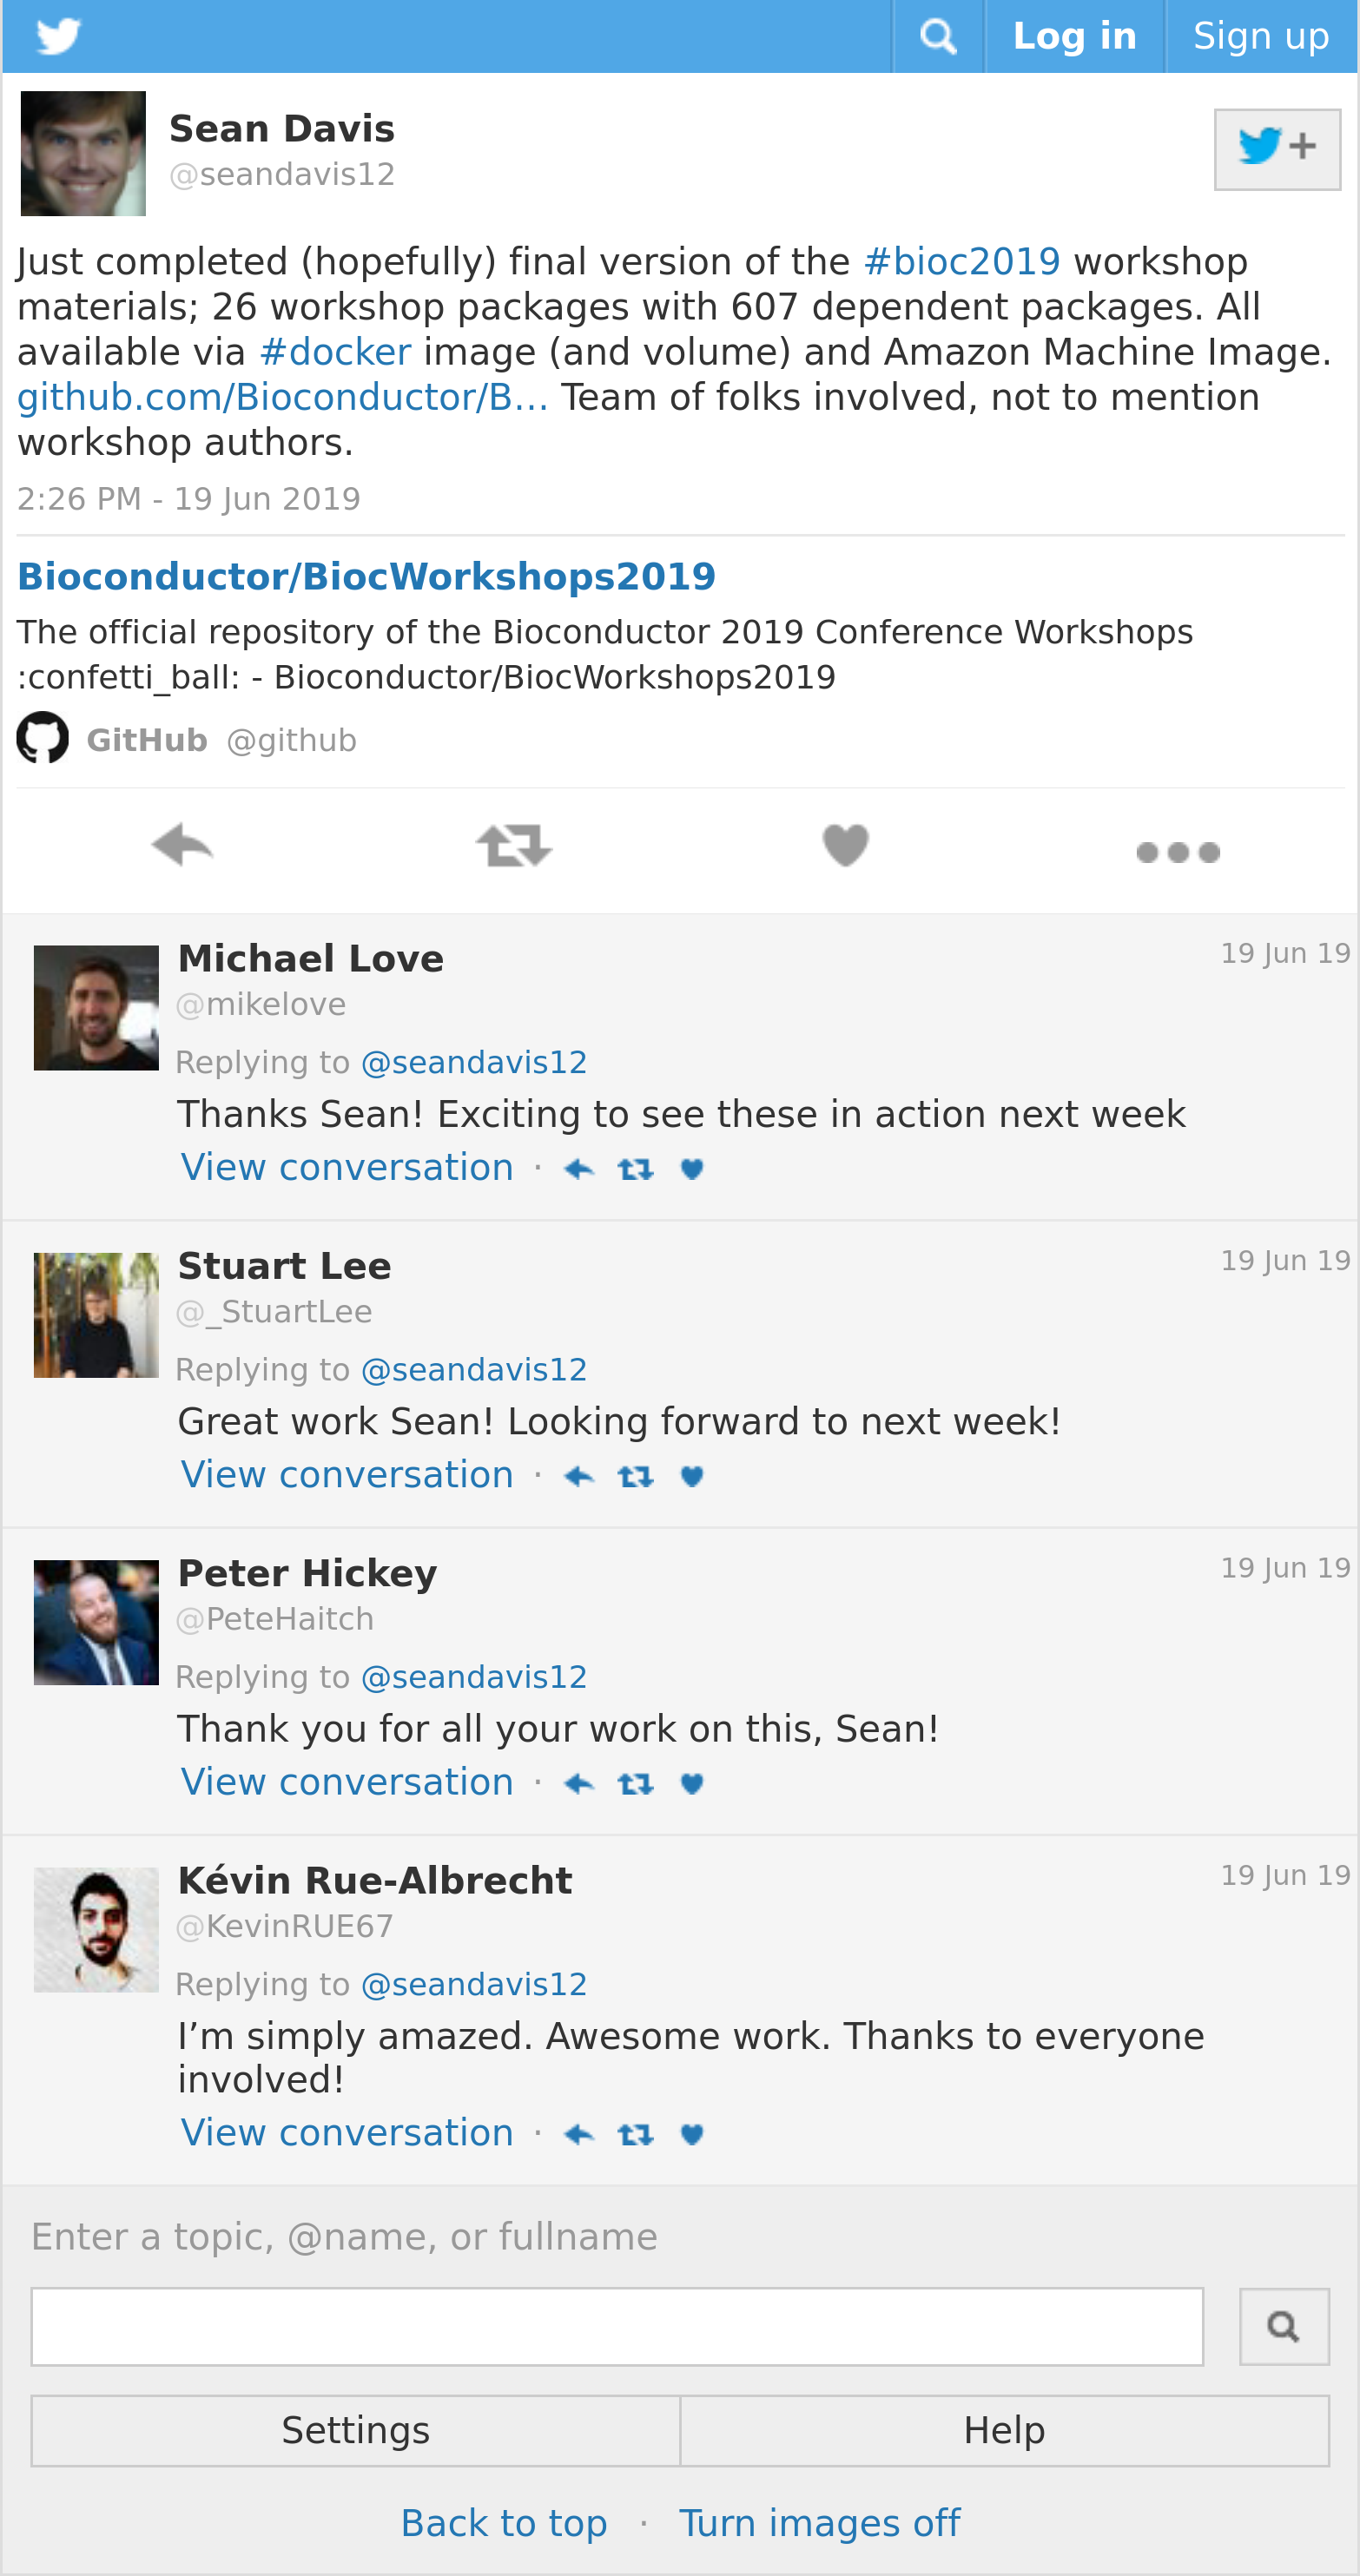 Log in Sign up
Sean Davis
@seandavis12
Just completed (hopefully) final version of the #bioc2019 workshop
materials; 26 workshop packages with 607 dependent packages. All
available via #docker image (and volume) and Amazon Machine Image.
github.com/Bioconductor/B… Team of folks involved, not to mention
workshop authors.
2:26 PM - 19 Jun 2019
Bioconductor/BiocWorkshops2019
The official repository of the Bioconductor 2019 Conference Workshops
:confetti_ball: - Bioconductor/BiocWorkshops2019
GitHub @github
Michael Love 19 Jun 19
@mikelove
Replying to @seandavis12
Thanks Sean! Exciting to see these in action next week
View conversation ·
Stuart Lee 19 Jun 19
@_StuartLee
Replying to @seandavis12
Great work Sean! Looking forward to next week!
View conversation ·
Peter Hickey 19 Jun 19
@PeteHaitch
Replying to @seandavis12
Thank you for all your work on this, Sean!
View conversation ·
Kévin Rue-Albrecht 19 Jun 19
@KevinRUE67
Replying to @seandavis12
I’m simply amazed. Awesome work. Thanks to everyone
involved!
View conversation ·
Enter a topic, @name, or fullname
Settings Help
Back to top · Turn images off